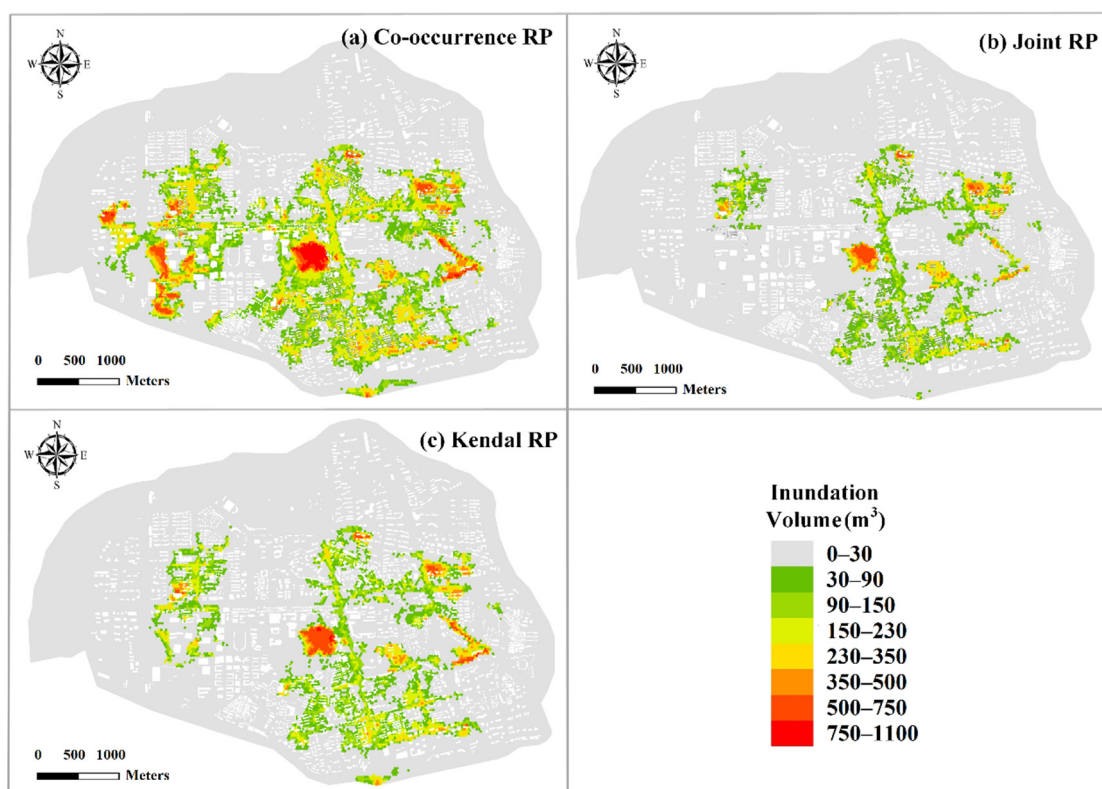 (a) Co-occurrence RP
N
W E
S
0 500 1000
Meters
(b) Joint RP
N
W E
S
0 500 1000
Meters
(c) Kendal RP
N
W E
S
0 500 1000
Meters
Inundation
Volume(m³)
0–30
30–90
90–150
150–230
230–350
350–500
500–750
750–1100